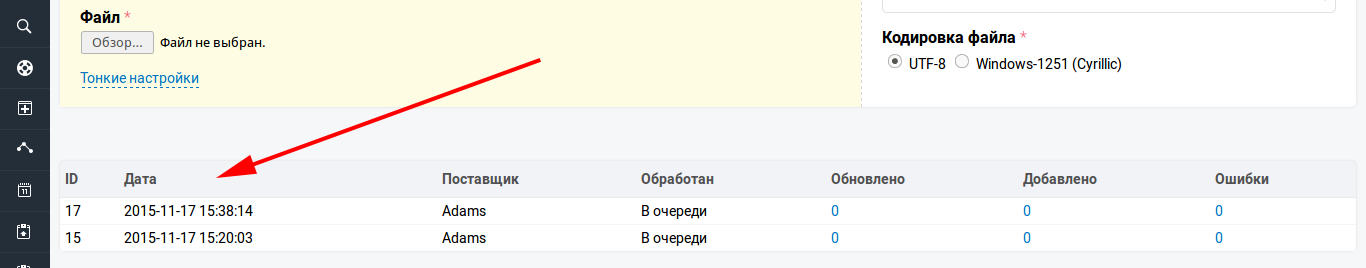 Файл *
Обзор... Файл не выбран.
Тонкие настройки
Кодировка файла *
UTF-8 Windows-1251 (Cyrillic)
11
ID Дата Поставщик Обработан Обновлено Добавлено Ошибки
17 2015-11-17 15:38:14 Adams В очереди 0 0 0
15 2015-11-17 15:20:03 Adams В очереди 0 0 0